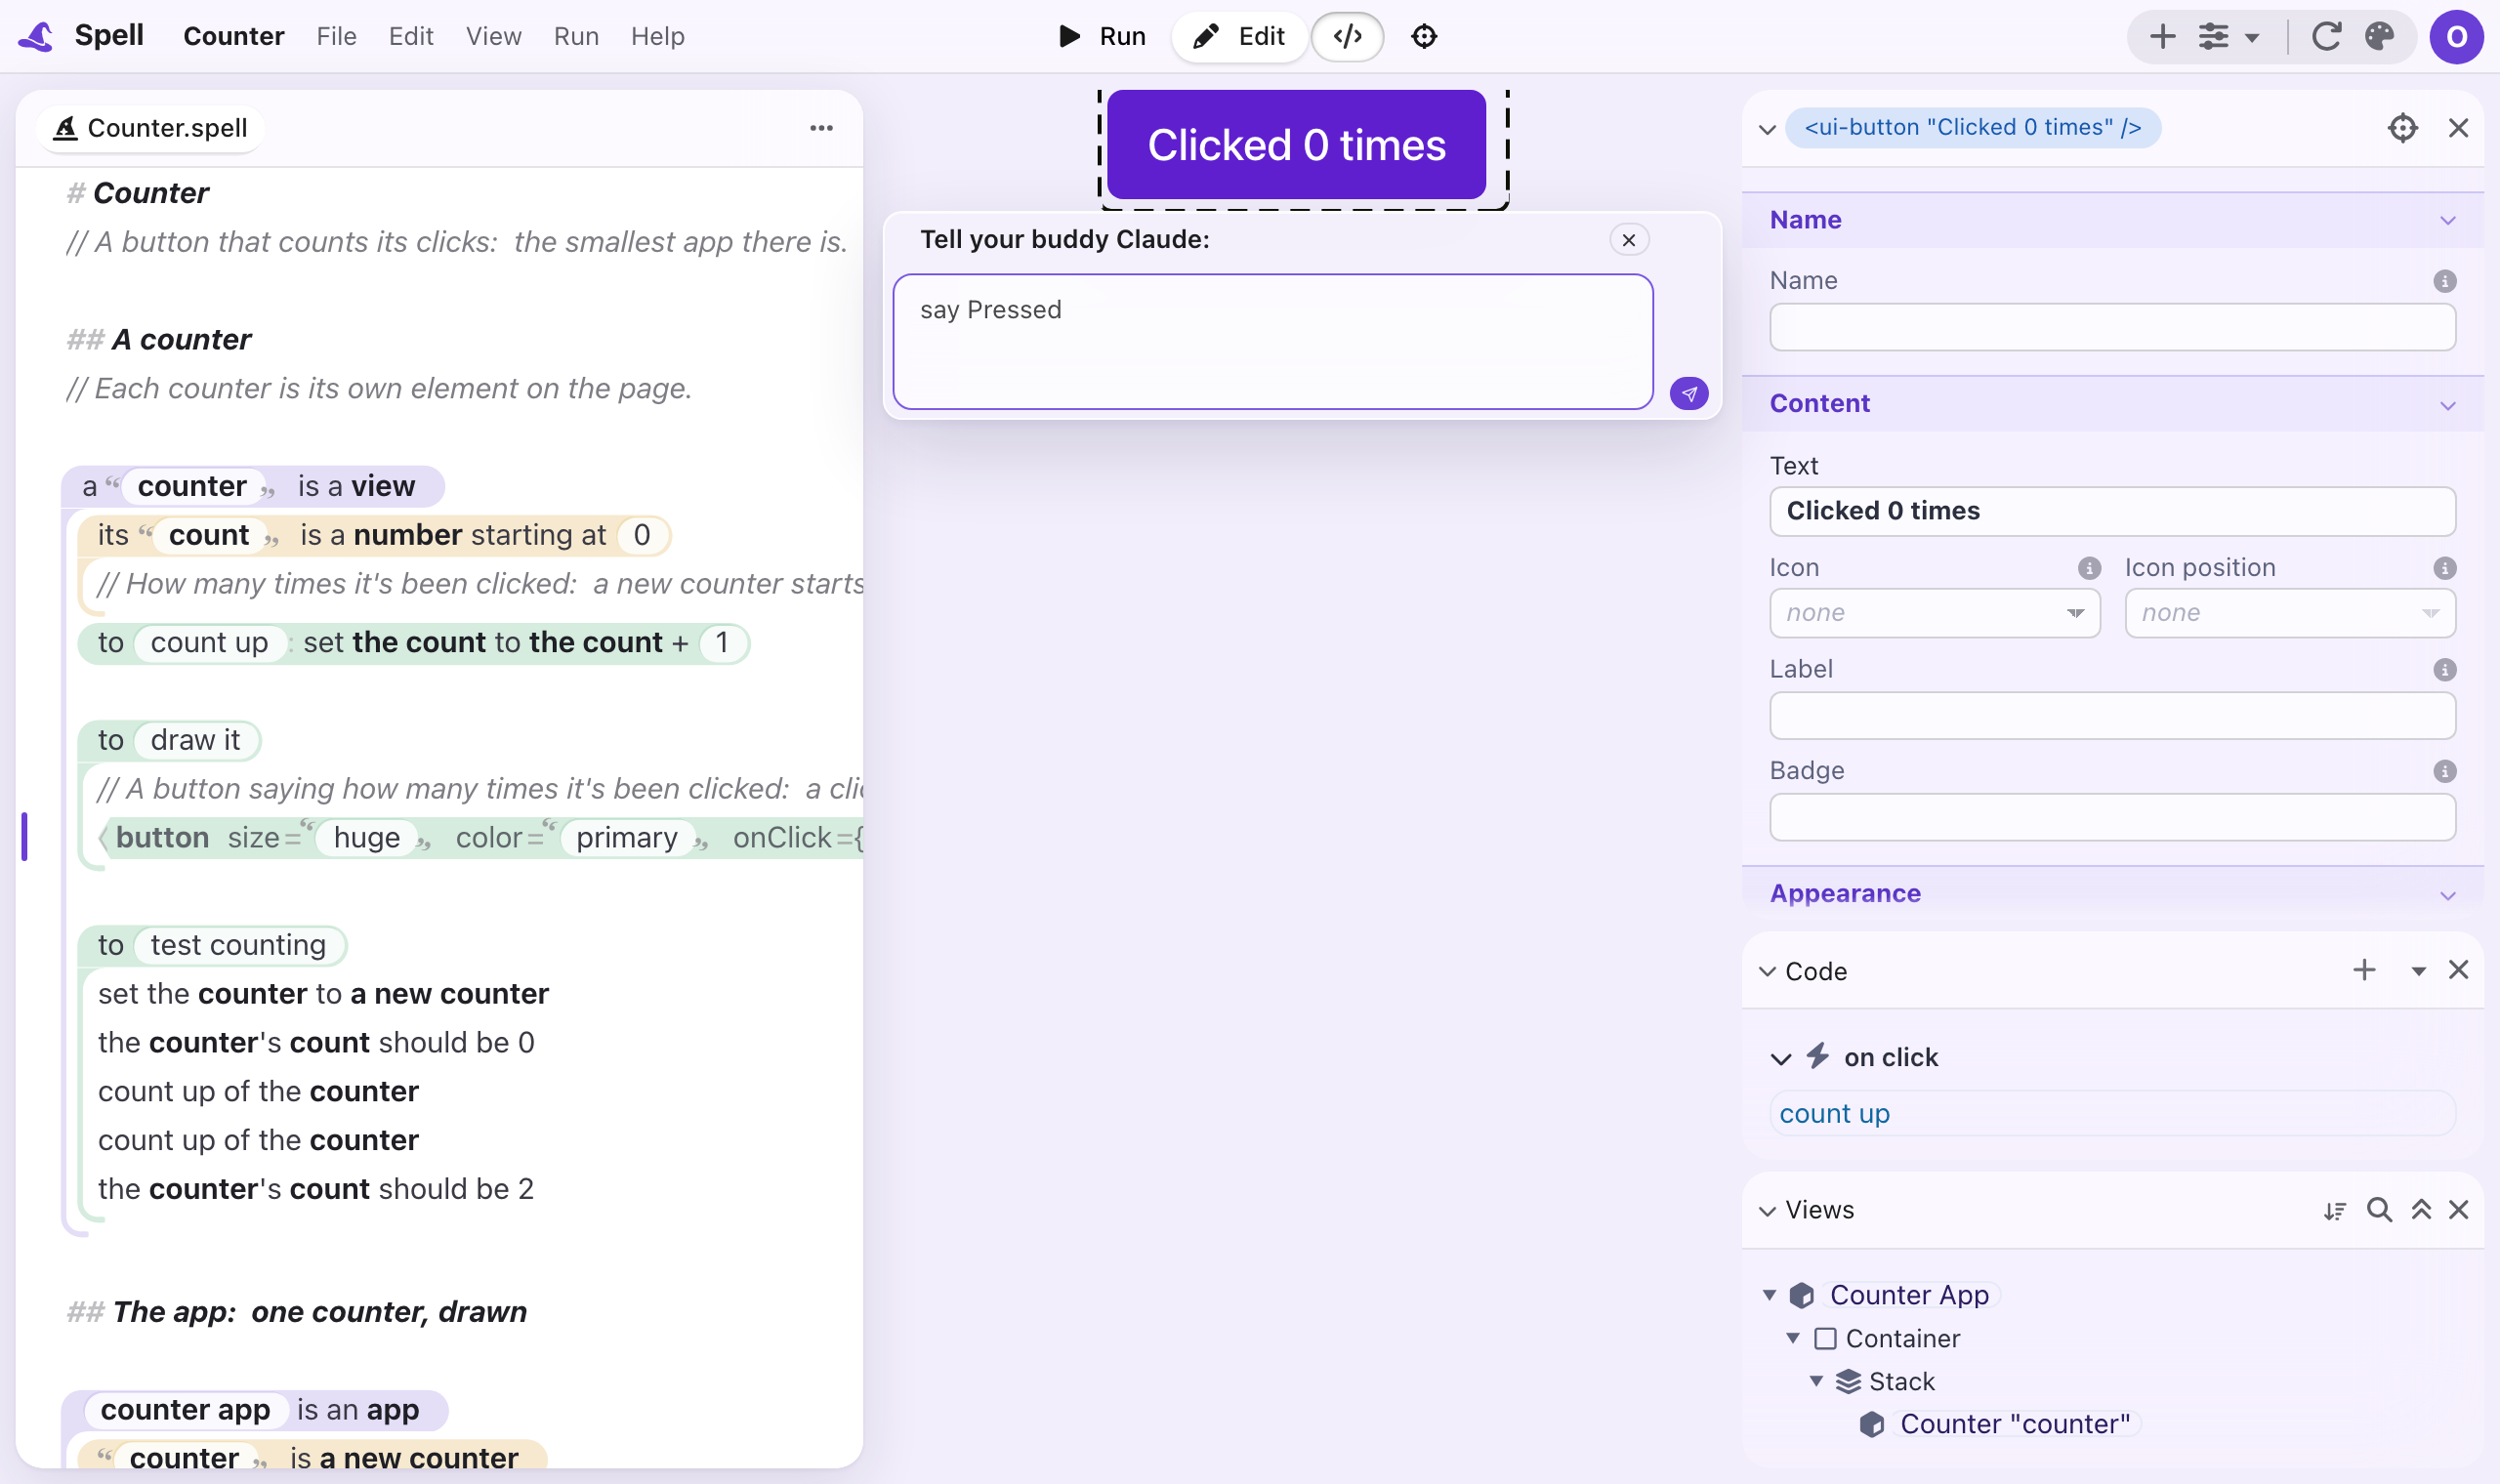 Spell Counter File Edit View Run Help
Run Edit </>
O
Counter.spell
# Counter
// A button that counts its clicks: the smallest app there is.
## A counter
// Each counter is its own element on the page.
a “ counter ” is a view
its “ count ” is a number starting at 0
// How many times it's been clicked: a new counter starts
to count up : set the count to the count + 1
to draw it
// A button saying how many times it's been clicked: a cli
button size=“ huge ” color=“ primary ” onClick={
to test counting
set the counter to a new counter
the counter's count should be 0
count up of the counter
count up of the counter
the counter's count should be 2
## The app: one counter, drawn
counter app is an app
“ counter ” is a new counter
Clicked 0 times
Tell your buddy Claude:
say Pressed
<ui-button "Clicked 0 times" />
Name
Name
Content
Text
Clicked 0 times
Icon Icon position
none none
Label
Badge
Appearance
Code
on click
count up
Views
Counter App
Container
Stack
Counter "counter"